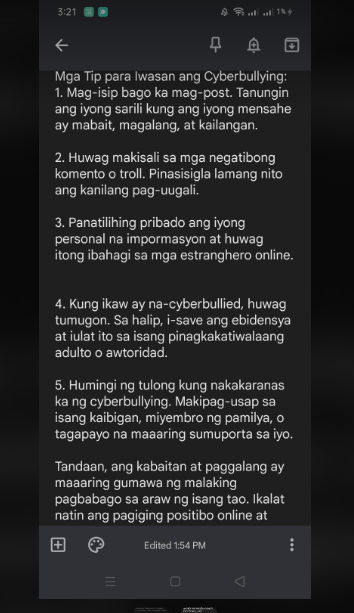 3:21
1%
Mga Tip para Iwasan ang Cyberbullying:
1. Mag-isip bago ka mag-post. Tanungin
ang iyong sarili kung ang iyong mensahe
ay mabait, magalang, at kailangan.
2. Huwag makisali sa mga negatibong
komento o troll. Pinasisigla lamang nito
ang kanilang pag-uugali.
3. Panatilihing pribado ang iyong
personal na impormasyon at huwag
itong ibahagi sa mga estranghero online.
4. Kung ikaw ay na-cyberbullied, huwag
tumugon. Sa halip, i-save ang ebidensya
at iulat ito sa isang pinagkakatiwalaang
adulto o awtoridad.
5. Humingi ng tulong kung nakakaranas
ka ng cyberbullying. Makipag-usap sa
isang kaibigan, miyembro ng pamilya, o
tagapayo na maaaring sumuporta sa iyo.
Tandaan, ang kabaitan at paggalang ay
maaaring gumawa ng malaking
pagbabago sa araw ng isang tao. Ikalat
natin ang pagiging positibo online at
Edited 1:54 PM